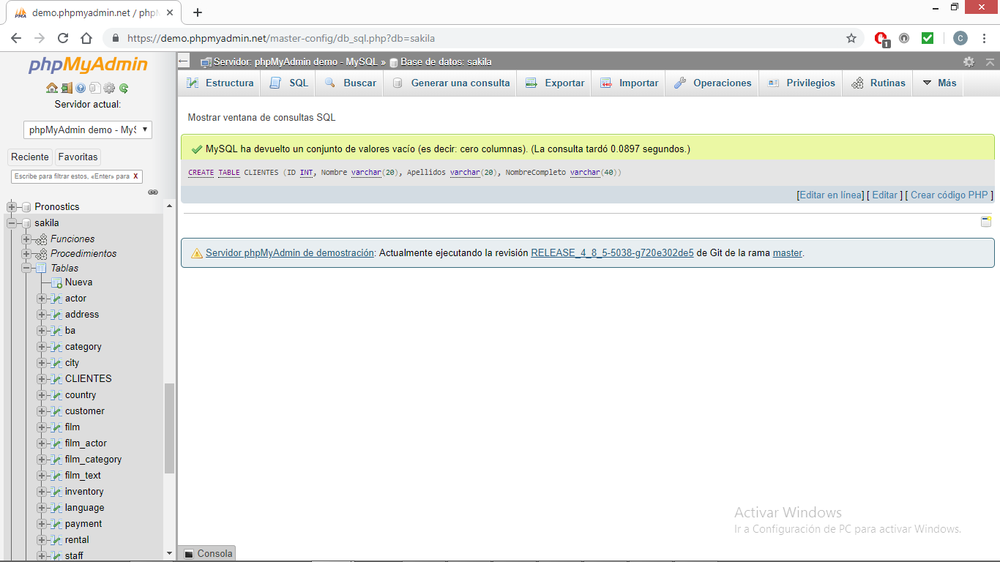 demo.phpmyadmin.net / phpM
https://demo.phpmyadmin.net/master-config/db_sql.php?db=sakila
1
C
phpMyAdmin
Servidor actual:
phpMyAdmin demo - MyS
Reciente
Favoritas
Escribe para filtrar estos, «Enter» para
X
Pronostics
sakila
Funciones
Procedimientos
Tablas
Nueva
actor
address
ba
category
city
CLIENTES
country
customer
film
film_actor
film_category
film_text
inventory
language
payment
rental
staff
Servidor: phpMyAdmin demo - MySQL » Base de datos: sakila
Estructura
SQL
Buscar
Generar una consulta
Exportar
Importar
Operaciones
Privilegios
Rutinas
Más
Mostrar ventana de consultas SQL
MySQL ha devuelto un conjunto de valores vacío (es decir: cero columnas). (La consulta tardó 0.0897 segundos.)
CREATE TABLE CLIENTES (ID INT, Nombre varchar(20), Apellidos varchar(20), NombreCompleto varchar(40))
[Editar en línea] [ Editar ] [ Crear código PHP ]
Servidor phpMyAdmin de demostración: Actualmente ejecutando la revisión RELEASE_4_8_5-5038-g720e302de5 de Git de la rama master.
Activar Windows
Ir a Configuración de PC para activar Windows.
Consola